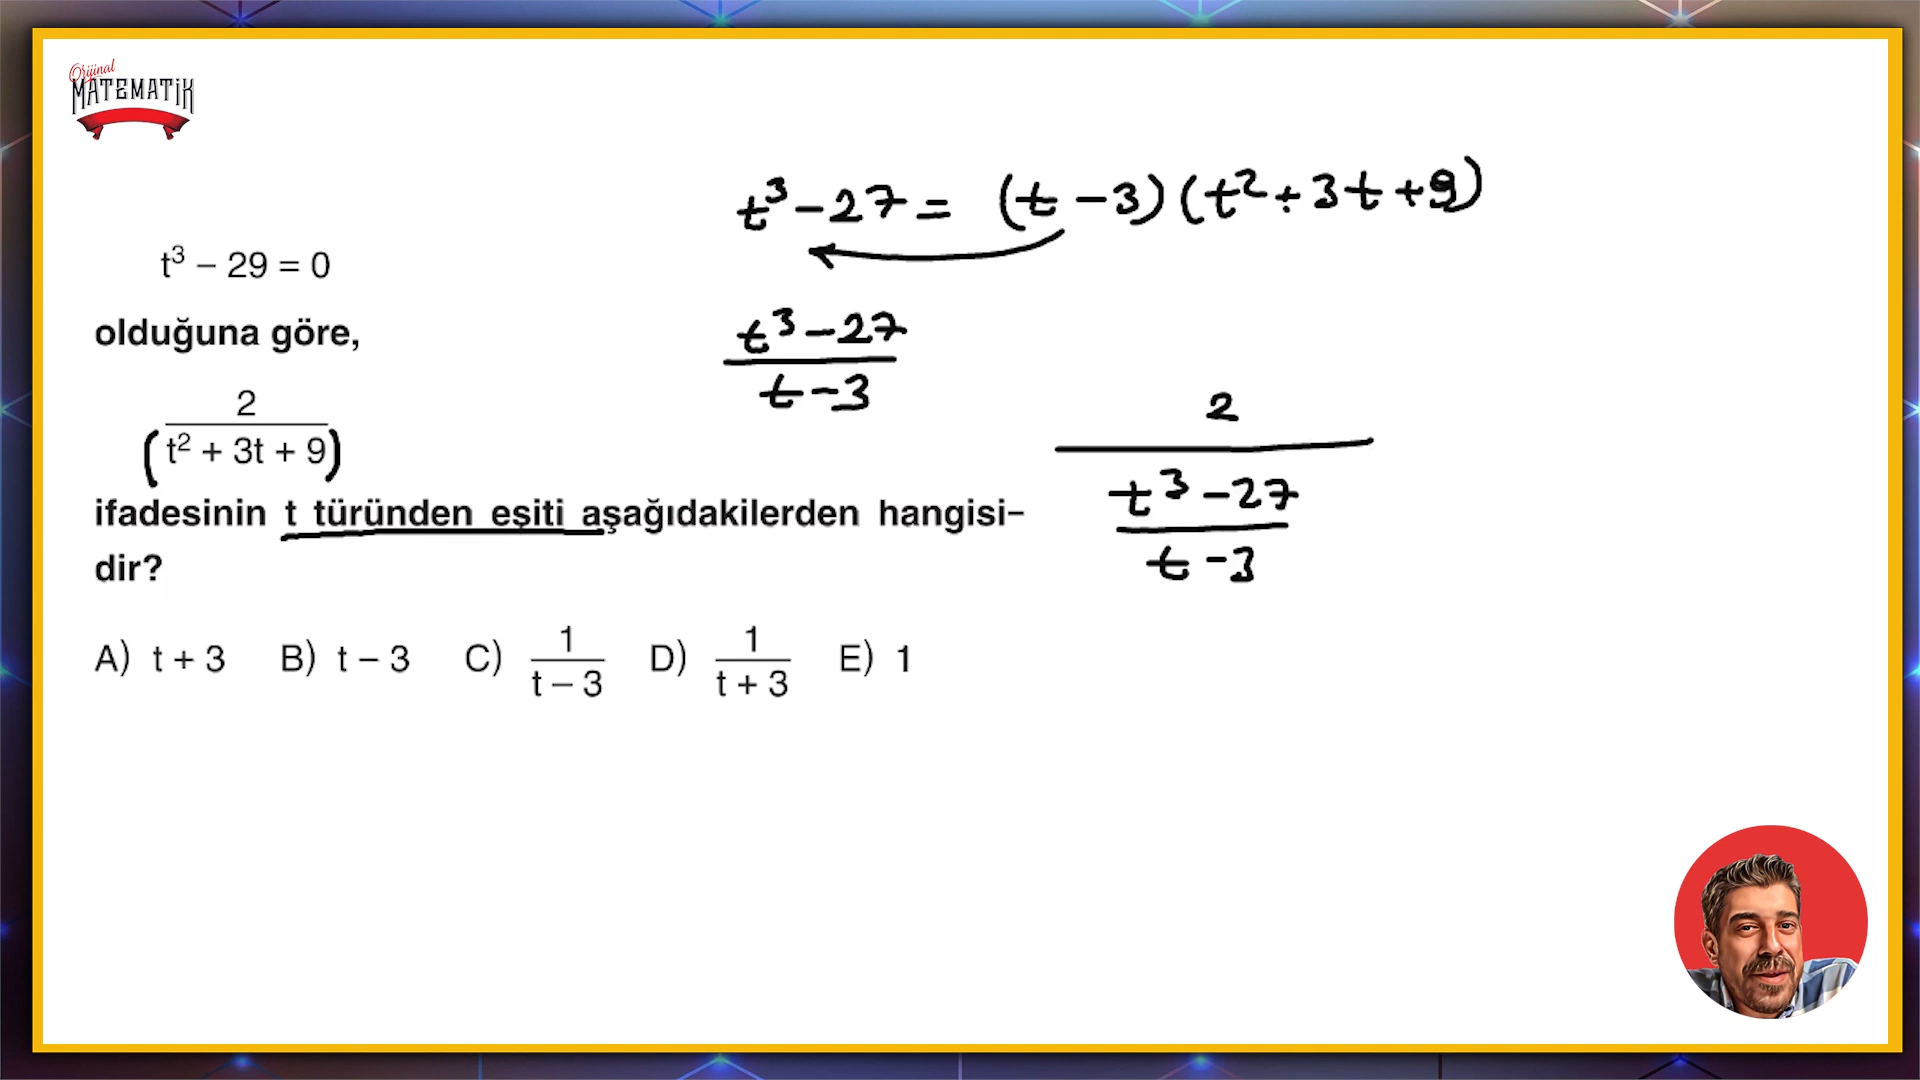 Orijinal
MATEMATİK
t³ – 29 = 0
olduğuna göre,
2
(t² + 3t + 9)
ifadesinin t türünden eşiti aşağıdakilerden hangisi-
dir?
A) t + 3 B) t – 3 C) 1/(t – 3) D) 1/(t + 3) E) 1
t³ – 27 = (t – 3)(t² + 3t + 9)
t³ – 27
t – 3
2
t³ – 27
t – 3